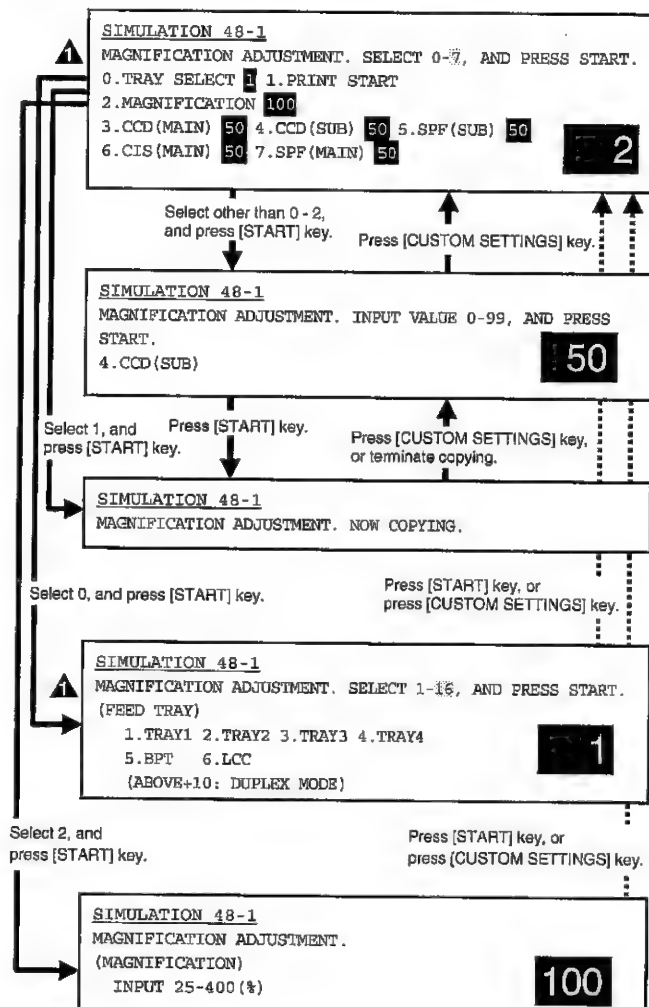 SIMULATION 48-1
MAGNIFICATION ADJUSTMENT. SELECT 0-7, AND PRESS START.
1
0.TRAY SELECT 1 1.PRINT START
2.MAGNIFICATION 100
3.CCD(MAIN) 50 4.CCD(SUB) 50 5.SPF(SUB) 50
6.CIS(MAIN) 50 7.SPF(MAIN) 50
2
Select other than 0 - 2,
and press [START] key.
Press [CUSTOM SETTINGS] key.
SIMULATION 48-1
MAGNIFICATION ADJUSTMENT. INPUT VALUE 0-99, AND PRESS
START.
4.CCD(SUB)
50
Select 1, and
press [START] key.
Press [START] key.
Press [CUSTOM SETTINGS] key,
or terminate copying.
SIMULATION 48-1
MAGNIFICATION ADJUSTMENT. NOW COPYING.
Select 0, and press [START] key.
Press [START] key, or
press [CUSTOM SETTINGS] key.
SIMULATION 48-1
1
MAGNIFICATION ADJUSTMENT. SELECT 1-16, AND PRESS START.
(FEED TRAY)
1.TRAY1 2.TRAY2 3.TRAY3 4.TRAY4
5.BPT 6.LCC
(ABOVE+10: DUPLEX MODE)
1
Select 2, and
press [START] key.
Press [START] key, or
press [CUSTOM SETTINGS] key.
SIMULATION 48-1
MAGNIFICATION ADJUSTMENT.
(MAGNIFICATION)
INPUT 25-400(%)
100